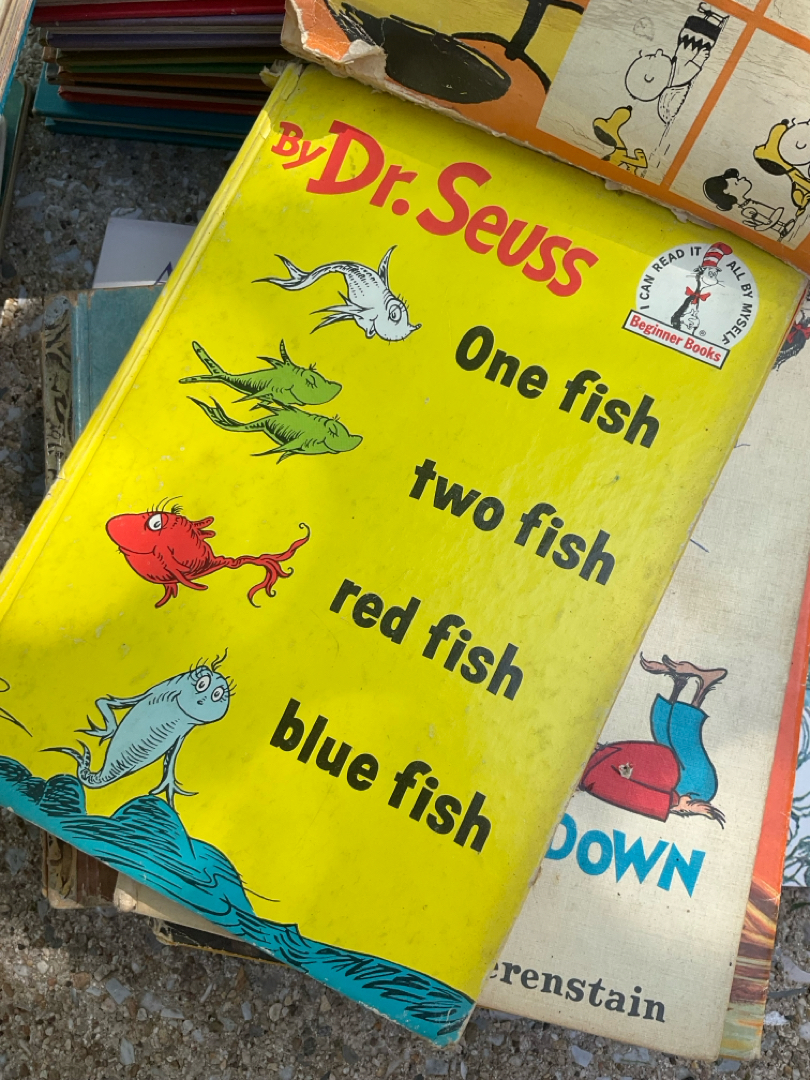 By Dr. Seuss
I CAN READ IT ALL BY MYSELF
Beginner Books
One fish
two fish
red fish
blue fish
DOWN
erenstain